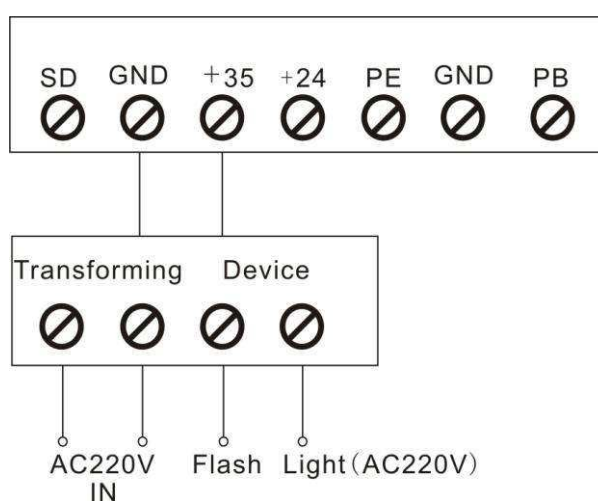 SD GND +35 +24 PE GND PB
Transforming Device
AC220V Flash Light(AC220V)
IN